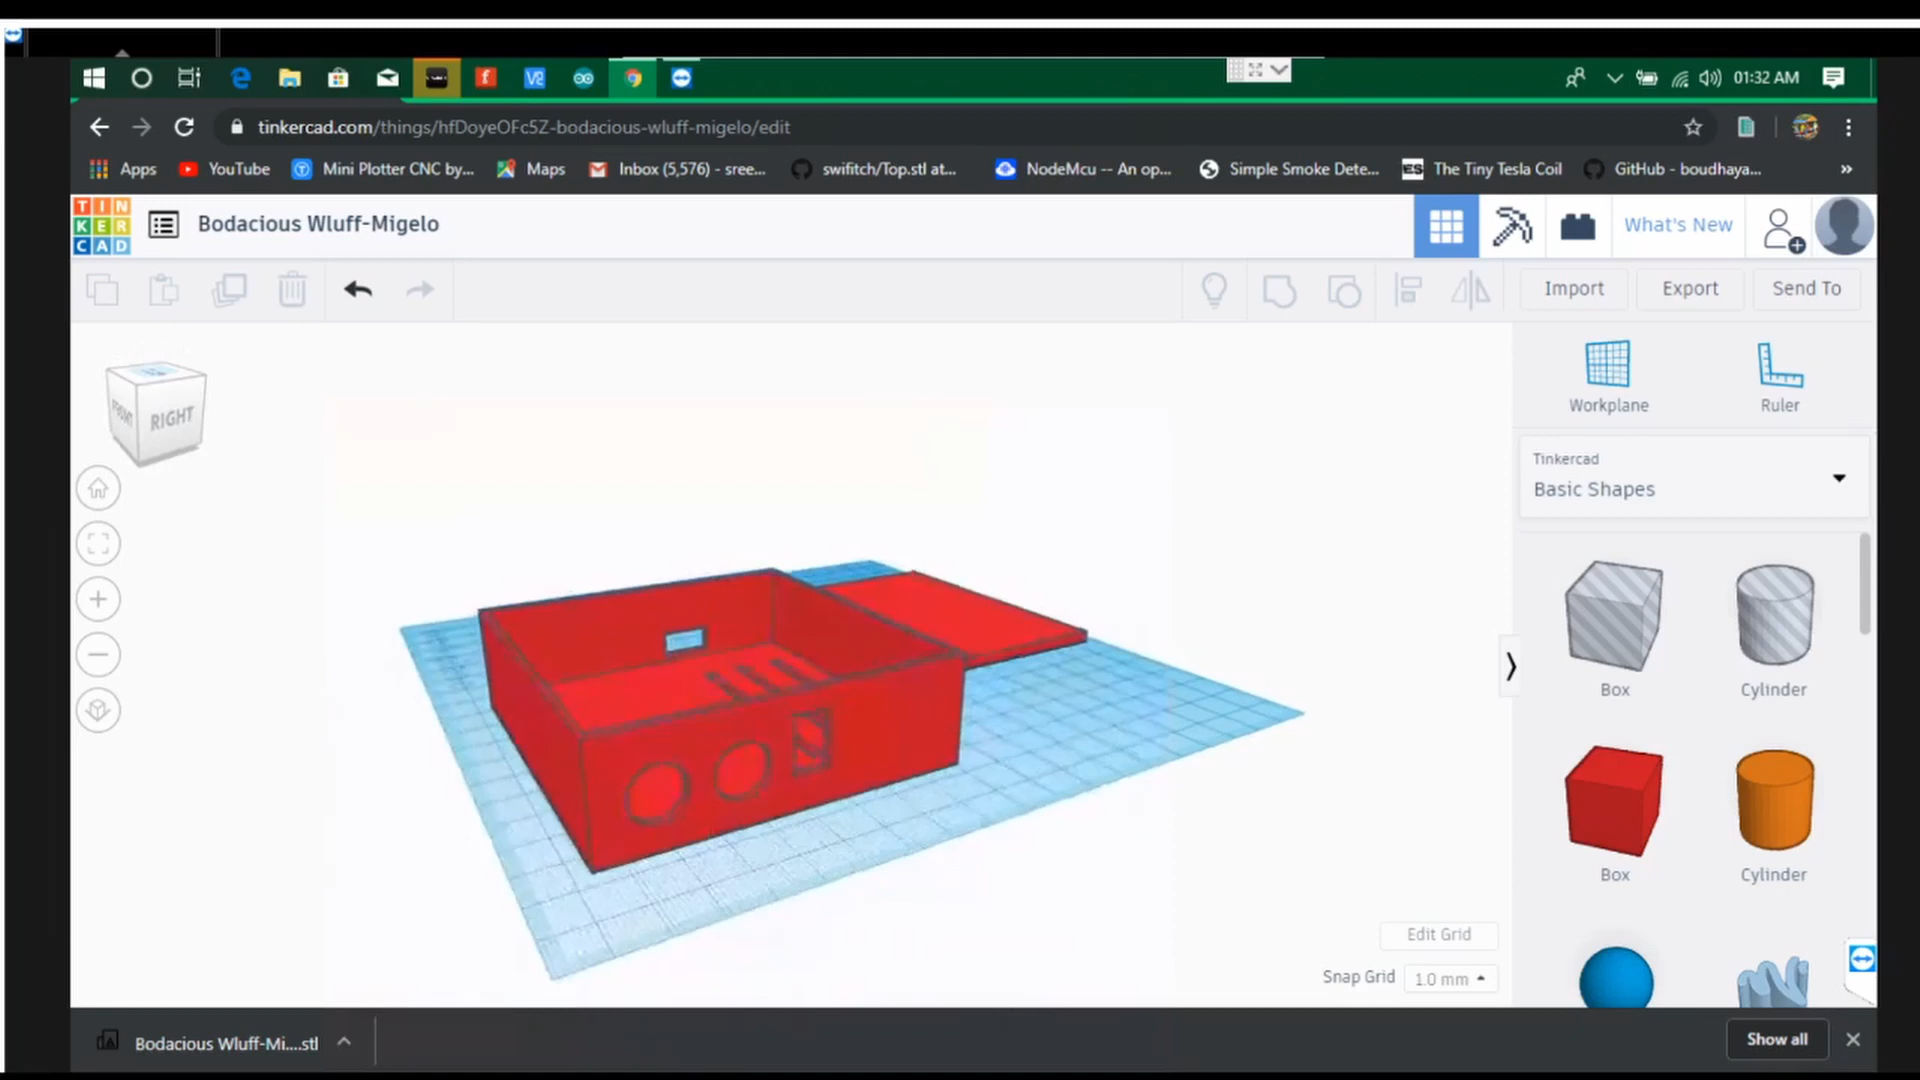 01:32 AM
tinkercad.com/things/hfDoyeOFc5Z-bodacious-wluff-migelo/edit
Apps YouTube Mini Plotter CNC by... Maps Inbox (5,576) - sree... swifitch/Top.stl at... NodeMcu -- An op... Simple Smoke Dete... The Tiny Tesla Coil GitHub - boudhaya... »
TIN
KER
CAD
Bodacious Wluff-Migelo
What's New
Import Export Send To
FRONT RIGHT
Workplane Ruler
Tinkercad
Basic Shapes
Box Cylinder
Box Cylinder
Edit Grid
Snap Grid 1.0 mm
Bodacious Wluff-Mi....stl
Show all